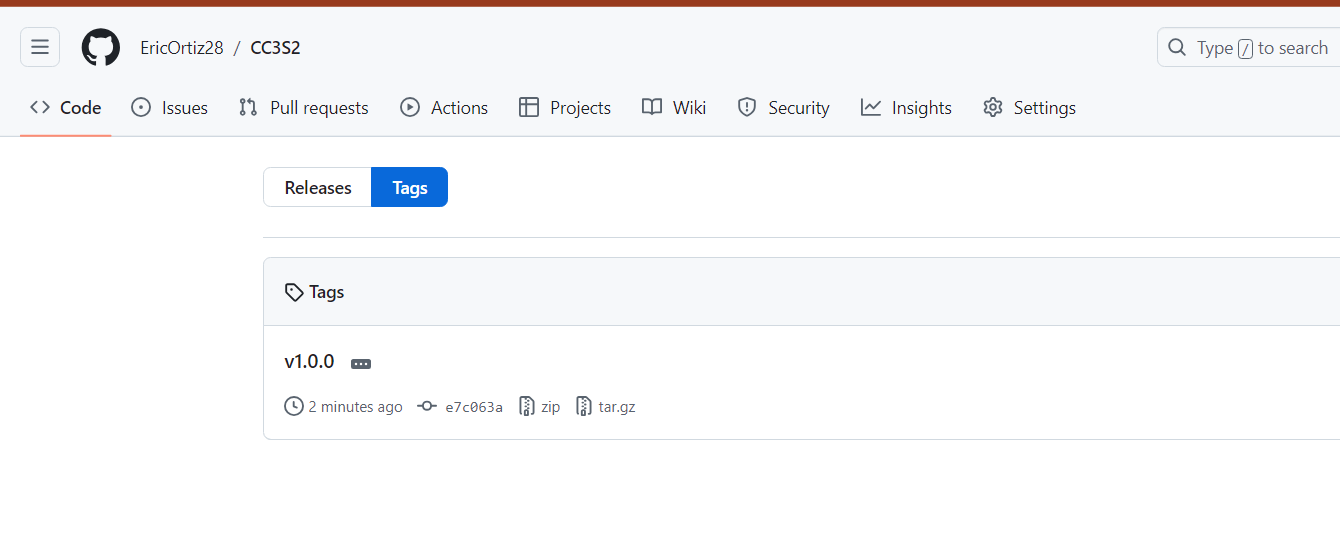 EricOrtiz28 / CC3S2
Type / to search
Code Issues Pull requests Actions Projects Wiki Security Insights Settings
Releases Tags
Tags
v1.0.0 ...
2 minutes ago e7c063a zip tar.gz